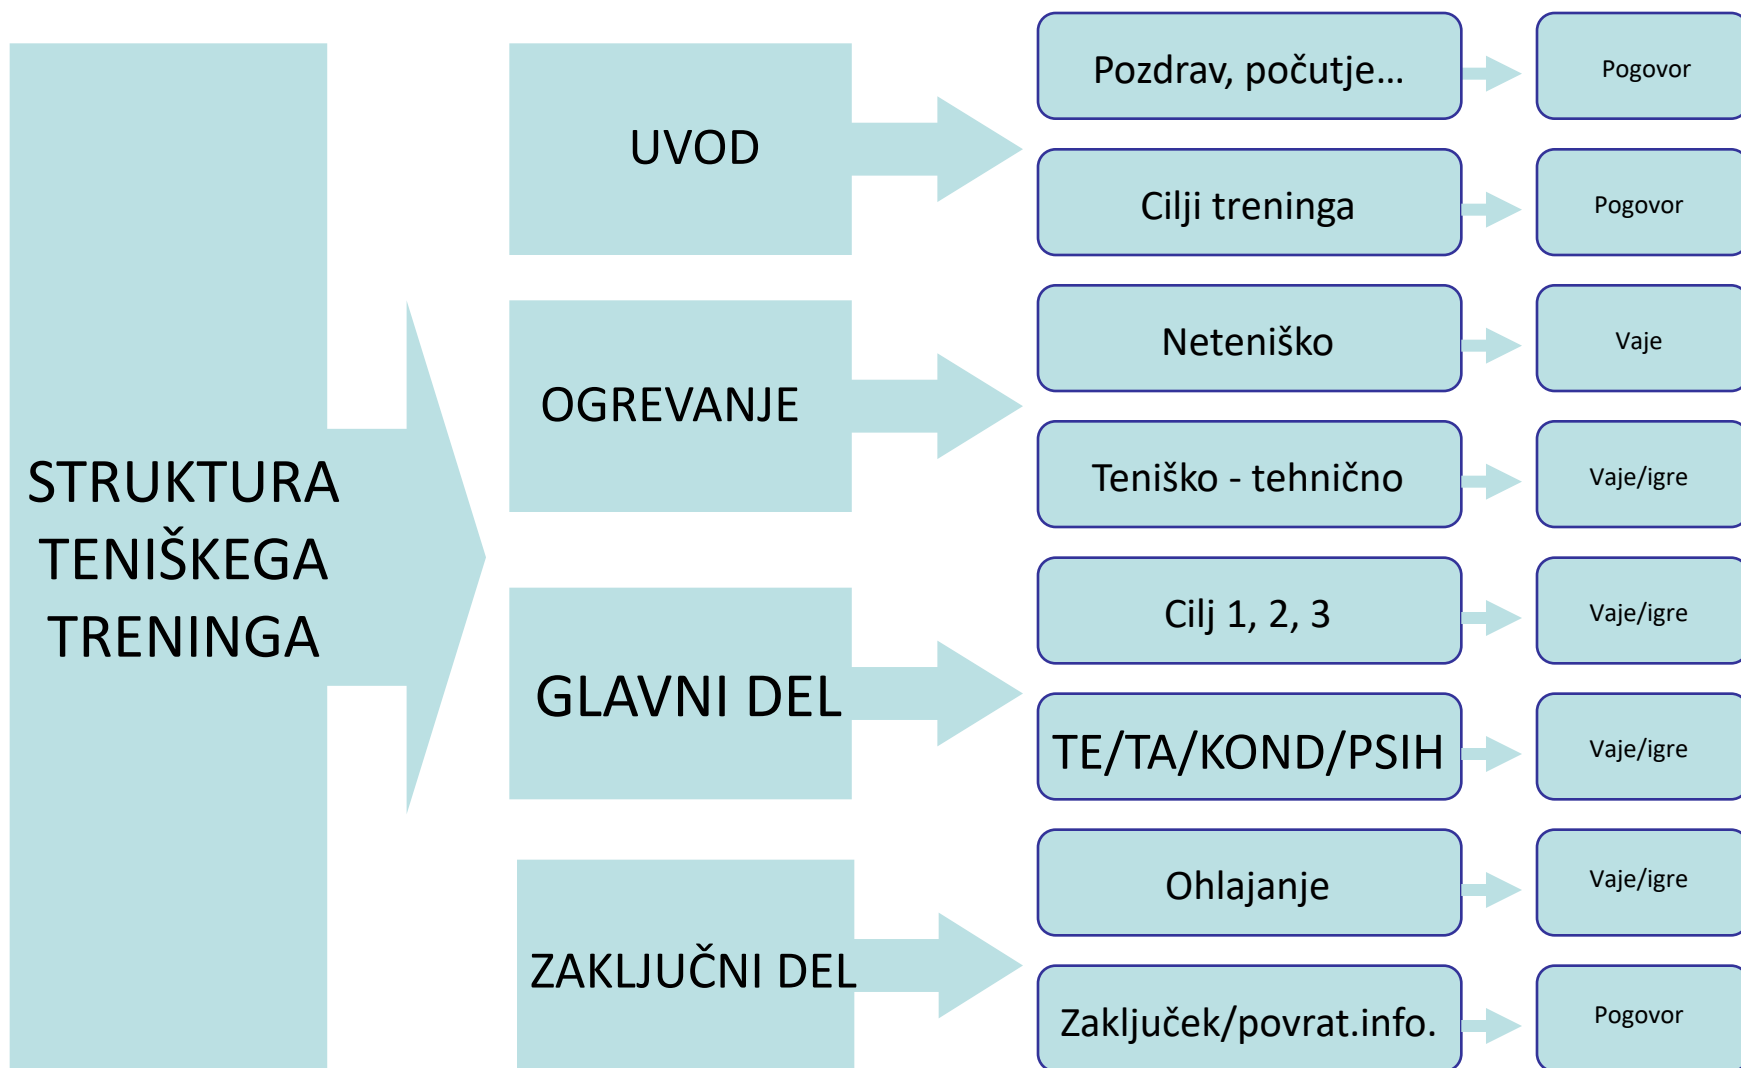 STRUKTURA
TENIŠKEGA
TRENINGA
UVOD
Pozdrav, počutje...
Pogovor
Cilji treninga
Pogovor
OGREVANJE
Neteniško
Vaje
Teniško - tehnično
Vaje/igre
GLAVNI DEL
Cilj 1, 2, 3
Vaje/igre
TE/TA/KOND/PSIH
Vaje/igre
ZAKLJUČNI DEL
Ohlajanje
Vaje/igre
Zaključek/povrat.info.
Pogovor